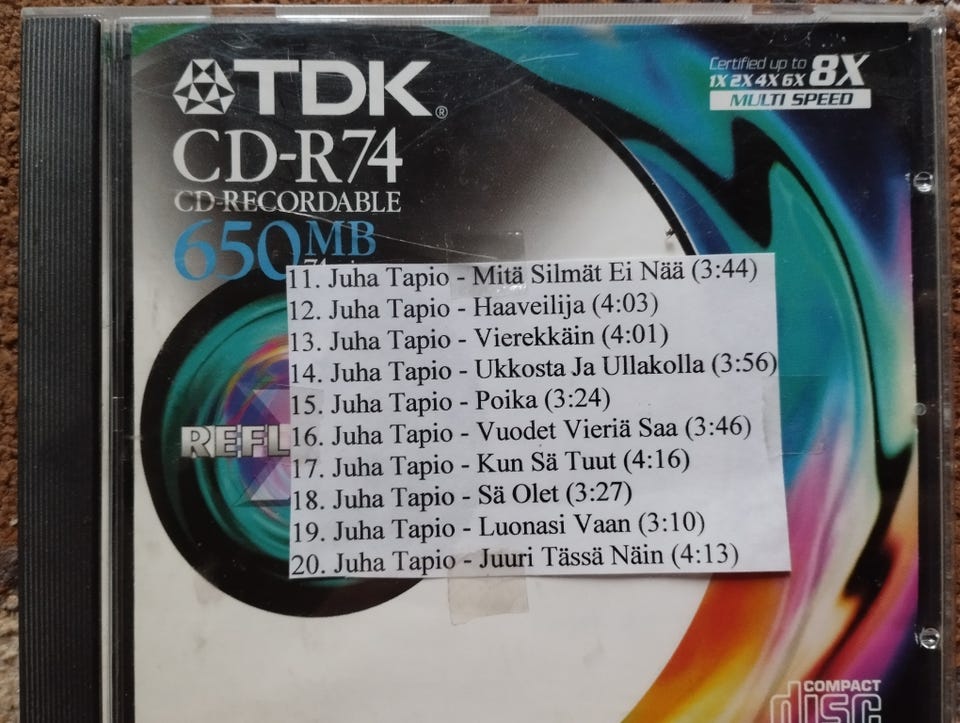 TDK®
CD-R74
CD-RECORDABLE
650MB
Certified up to 8X
1X 2X 4X 6X
MULTI SPEED
REFL
11. Juha Tapio - Mitä Silmät Ei Nää (3:44)
12. Juha Tapio - Haaveilija (4:03)
13. Juha Tapio - Vierekkäin (4:01)
14. Juha Tapio - Ukkosta Ja Ullakolla (3:56)
15. Juha Tapio - Poika (3:24)
16. Juha Tapio - Vuodet Vieriä Saa (3:46)
17. Juha Tapio - Kun Sä Tuut (4:16)
18. Juha Tapio - Sä Olet (3:27)
19. Juha Tapio - Luonasi Vaan (3:10)
20. Juha Tapio - Juuri Tässä Näin (4:13)
COMPACT
disc